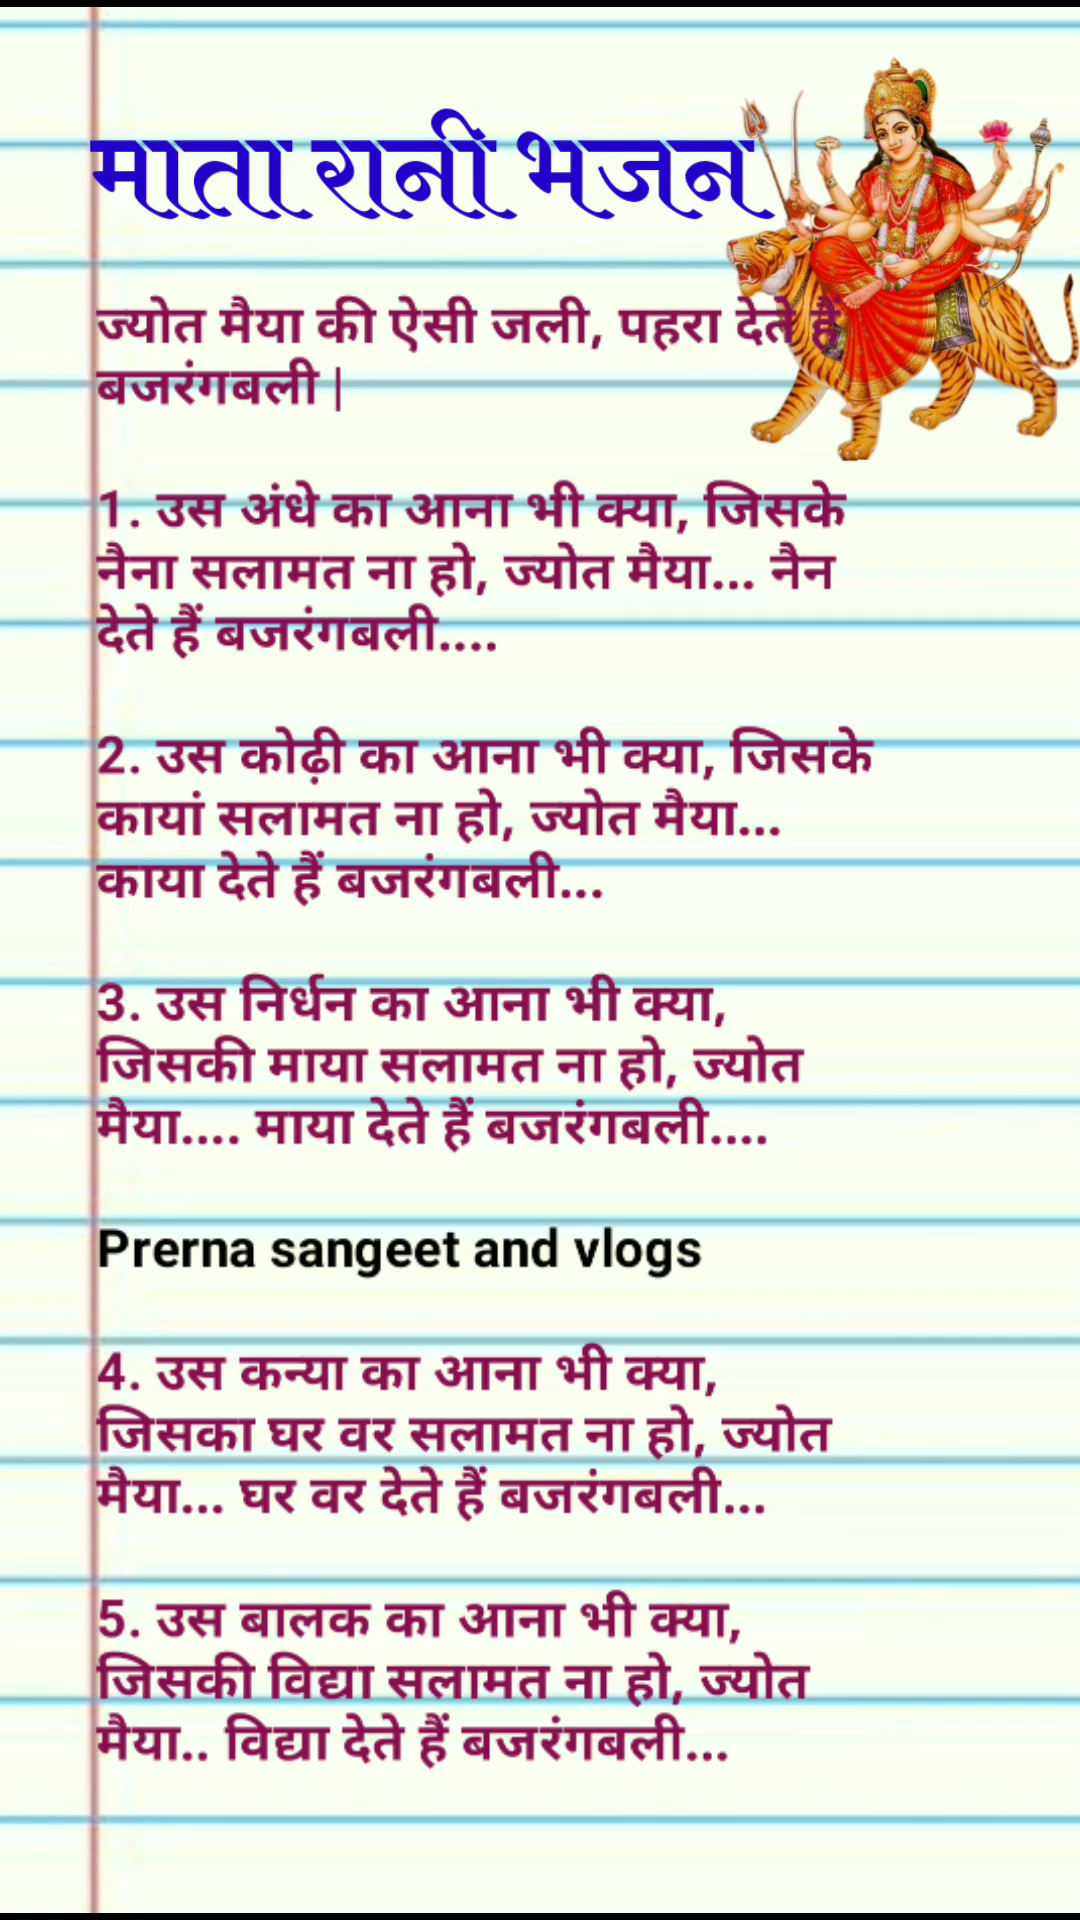 माता रानी भजन
ज्योत मैया की ऐसी जली, पहरा देते हैं
बजरंगबली |
1. उस अंधे का आना भी क्या, जिसके
नैना सलामत ना हो, ज्योत मैया... नैन
देते हैं बजरंगबली....
2. उस कोढ़ी का आना भी क्या, जिसके
कायां सलामत ना हो, ज्योत मैया...
काया देते हैं बजरंगबली...
3. उस निर्धन का आना भी क्या,
जिसकी माया सलामत ना हो, ज्योत
मैया.... माया देते हैं बजरंगबली....
Prerna sangeet and vlogs
4. उस कन्या का आना भी क्या,
जिसका घर वर सलामत ना हो, ज्योत
मैया... घर वर देते हैं बजरंगबली...
5. उस बालक का आना भी क्या,
जिसकी विद्या सलामत ना हो, ज्योत
मैया.. विद्या देते हैं बजरंगबली...